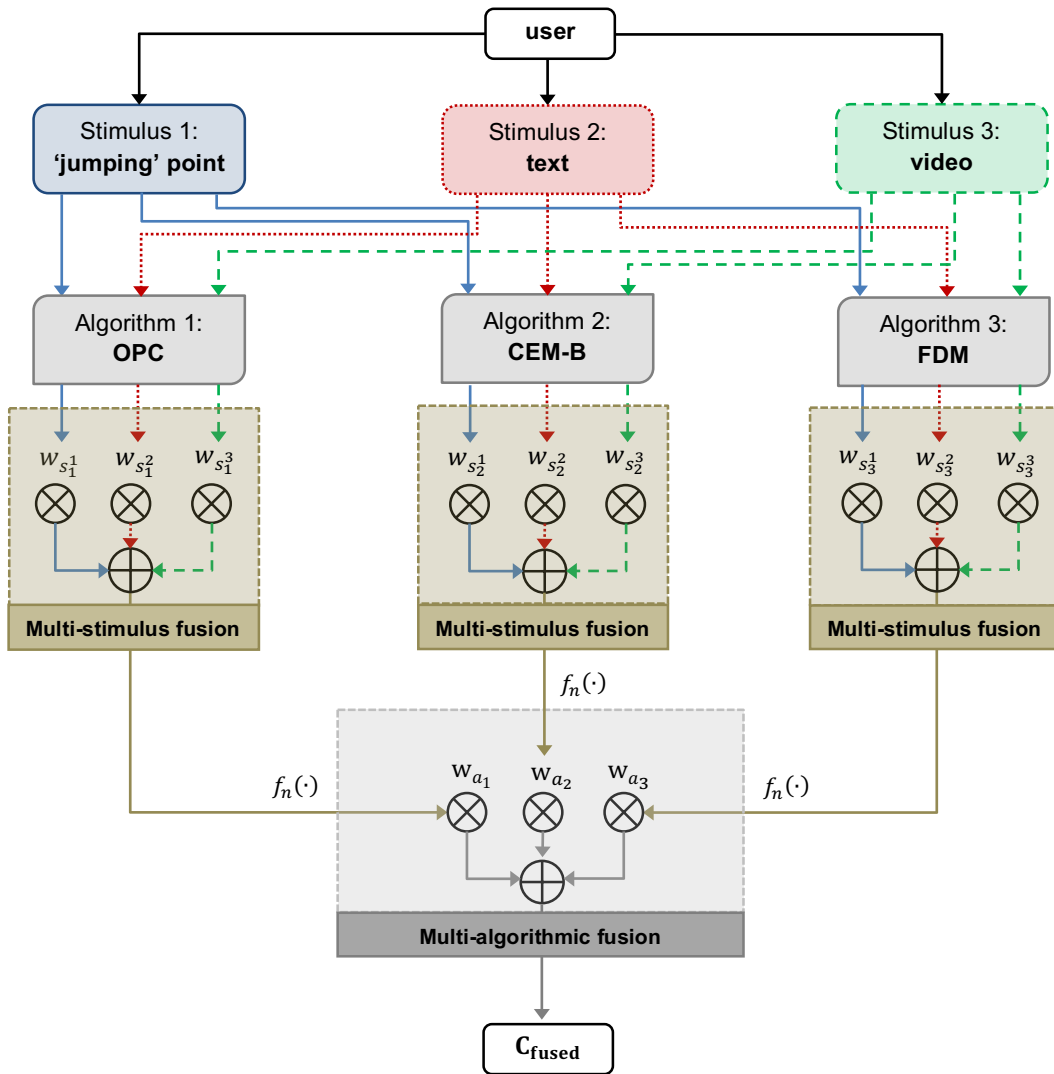 user
Stimulus 1:
‘jumping’ point
Stimulus 2:
text
Stimulus 3:
video
Algorithm 1:
OPC
Algorithm 2:
CEM-B
Algorithm 3:
FDM
w_{s_1^1} w_{s_1^2} w_{s_1^3}
w_{s_2^1} w_{s_2^2} w_{s_2^3}
w_{s_3^1} w_{s_3^2} w_{s_3^3}
Multi-stimulus fusion
Multi-stimulus fusion
Multi-stimulus fusion
f_n(·)
f_n(·)
f_n(·)
w_{a_1} w_{a_2} w_{a_3}
Multi-algorithmic fusion
C_{fused}